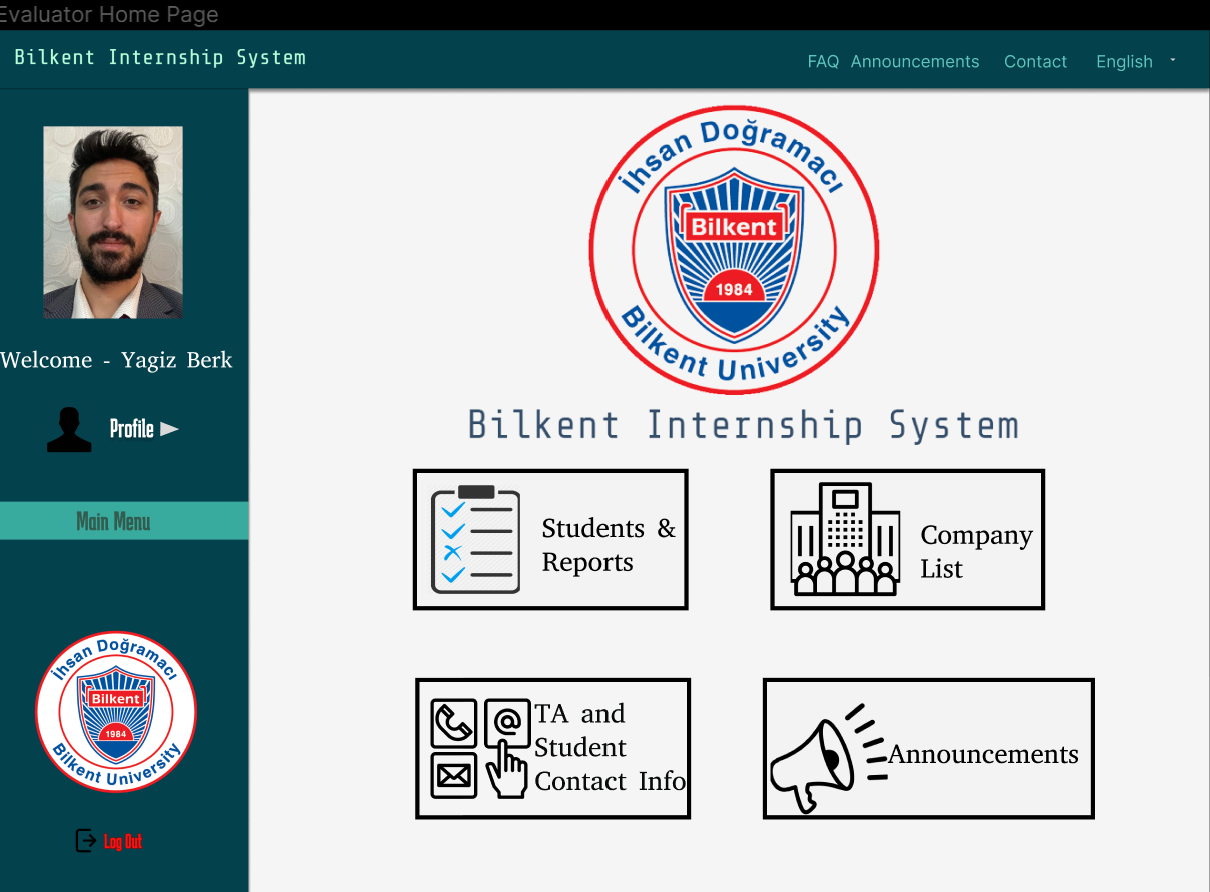 Evaluator Home Page
Bilkent Internship System
FAQ Announcements Contact English
İhsan Doğramacı
Bilkent
1984
Bilkent University
Welcome - Yagiz Berk
Profile
Bilkent Internship System
Main Menu
Students &
Reports
Company
List
İhsan Doğramacı
Bilkent
1984
Bilkent University
TA and
Student
Contact Info
@
Announcements
Log Out